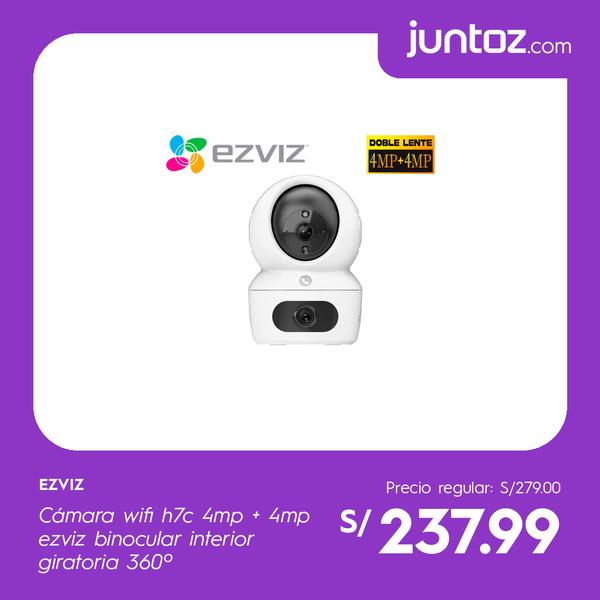 juntoz.com
ezviz
DOBLE LENTE
4MP+4MP
EZVIZ
Cámara wifi h7c 4mp + 4mp
ezviz binocular interior
giratoria 360°
Precio regular: S/279.00
S/ 237.99